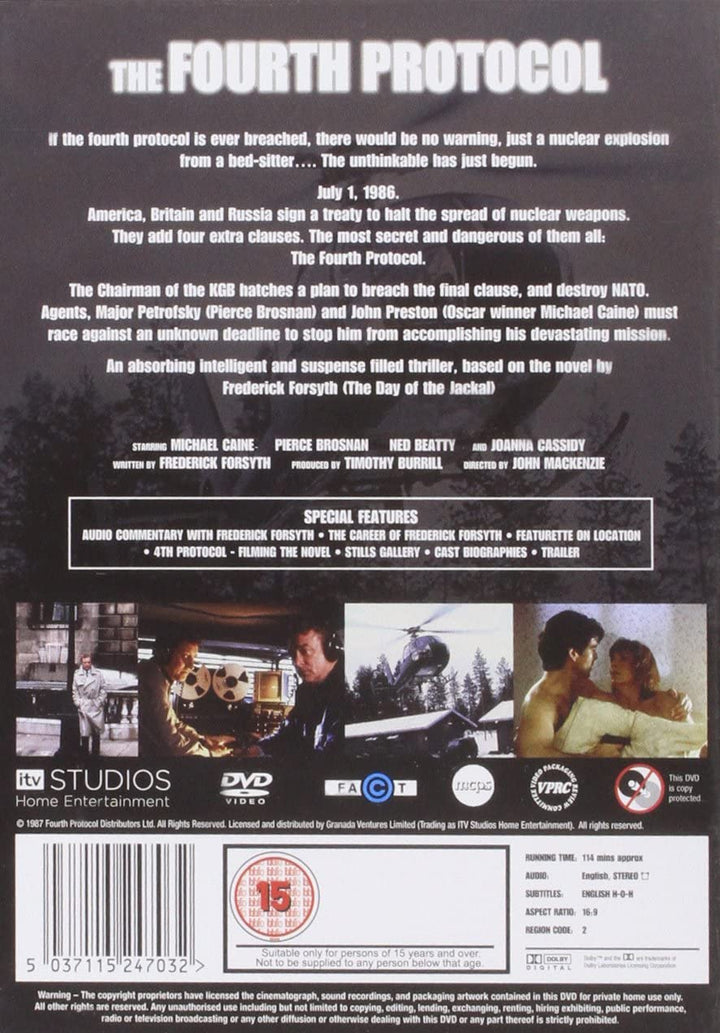 THE FOURTH PROTOCOL
If the fourth protocol is ever breached, there would be no warning, just a nuclear explosion
from a bed-sitter.... The unthinkable has just begun.
July 1, 1986.
America, Britain and Russia sign a treaty to halt the spread of nuclear weapons.
They add four extra clauses. The most secret and dangerous of them all:
The Fourth Protocol.
The Chairman of the KGB hatches a plan to breach the final clause, and destroy NATO.
Agents, Major Petrofsky (Pierce Brosnan) and John Preston (Oscar winner Michael Caine) must
race against an unknown deadline to stop him from accomplishing his devastating mission.
An absorbing intelligent and suspense filled thriller, based on the novel by
Frederick Forsyth (The Day of the Jackal)
STARRING MICHAEL CAINE PIERCE BROSNAN NED BEATTY AND JOANNA CASSIDY
WRITTEN BY FREDERICK FORSYTH PRODUCED BY TIMOTHY BURRILL DIRECTED BY JOHN MACKENZIE
SPECIAL FEATURES
AUDIO COMMENTARY WITH FREDERICK FORSYTH • THE CAREER OF FREDERICK FORSYTH • FEATURETTE ON LOCATION
• 4TH PROTOCOL - FILMING THE NOVEL • STILLS GALLERY • CAST BIOGRAPHIES • TRAILER
itv STUDIOS
Home Entertainment
DVD
VIDEO
FACT
mcps
VIDEO PACKAGING REVIEW COMMITTEE
VPRC
This DVD
is copy
protected
© 1987 Fourth Protocol Distributors Ltd. All Rights Reserved. Licensed and distributed by Granada Ventures Limited (Trading as ITV Studios Home Entertainment). All rights reserved.
5 037115 247032 >
15
Suitable only for persons of 15 years and over.
Not to be supplied to any person below that age.
RUNNING TIME: 114 mins approx
AUDIO: English, STEREO
SUBTITLES: ENGLISH H-O-H
ASPECT RATIO: 16:9
REGION CODE: 2
DOLBY
DIGITAL
Dolby™ and the are trademarks of
Dolby Laboratories Licensing Corporation
Warning – The copyright proprietors have licensed the cinematograph, sound recordings, and packaging artwork contained in this DVD for private home use only.
All other rights are reserved. Any unauthorised use including but not limited to copying, editing, lending, exchanging, renting, hiring exhibiting, public performance,
radio or television broadcasting or any other diffusion or otherwise dealing with this DVD or any part thereof is strictly prohibited.